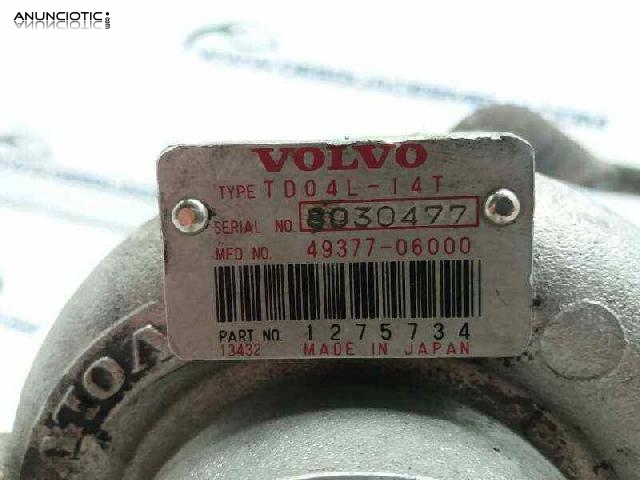 ANUNCIOTIC
.com
VOLVO
TYPE TD04L-14T
SERIAL NO. 8030477
MFD NO. 49377-06000
PART NO. 1275734
13432 MADE IN JAPAN